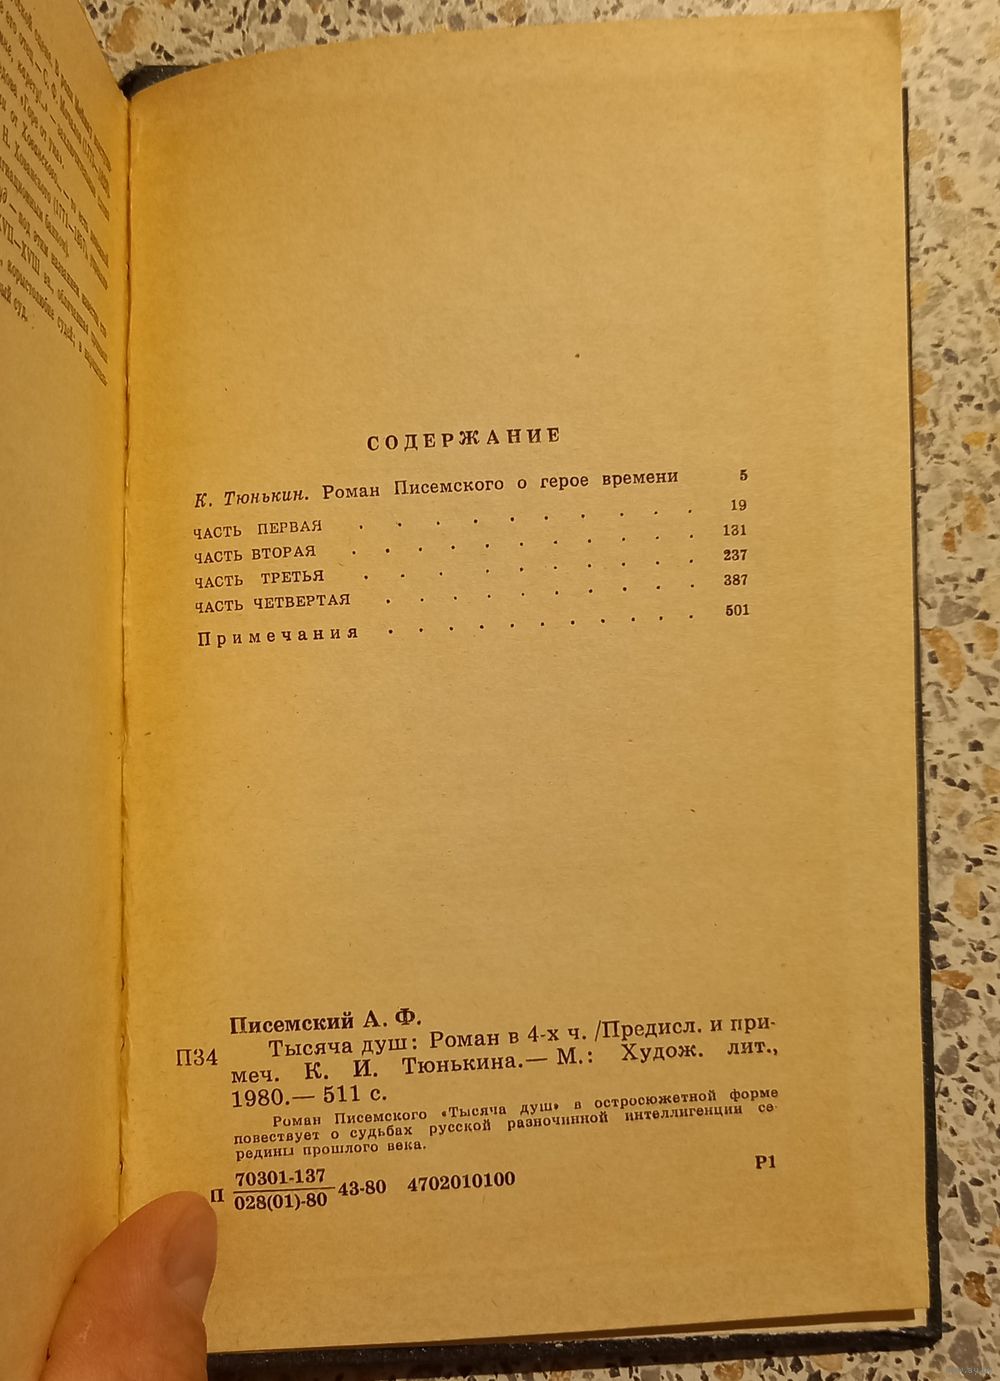 СОДЕРЖАНИЕ
К. Тюнькин. Роман Писемского о герое времени 5
ЧАСТЬ ПЕРВАЯ . . . . . . . . . . 19
ЧАСТЬ ВТОРАЯ . . . . . . . . . . 131
ЧАСТЬ ТРЕТЬЯ . . . . . . . . . . 237
ЧАСТЬ ЧЕТВЕРТАЯ . . . . . . . . . . 387
Примечания . . . . . . . . . . . 501
Писемский А. Ф.
П34 Тысяча душ: Роман в 4-х ч. /Предисл. и при-
меч. К. И. Тюнькина.— М.: Худож. лит.,
1980.— 511 с.
Роман Писемского «Тысяча душ» в остросюжетной форме
повествует о судьбах русской разночинной интеллигенции се-
редины прошлого века.
П 70301-137 / 028(01)-80 43-80 4702010100 Р1